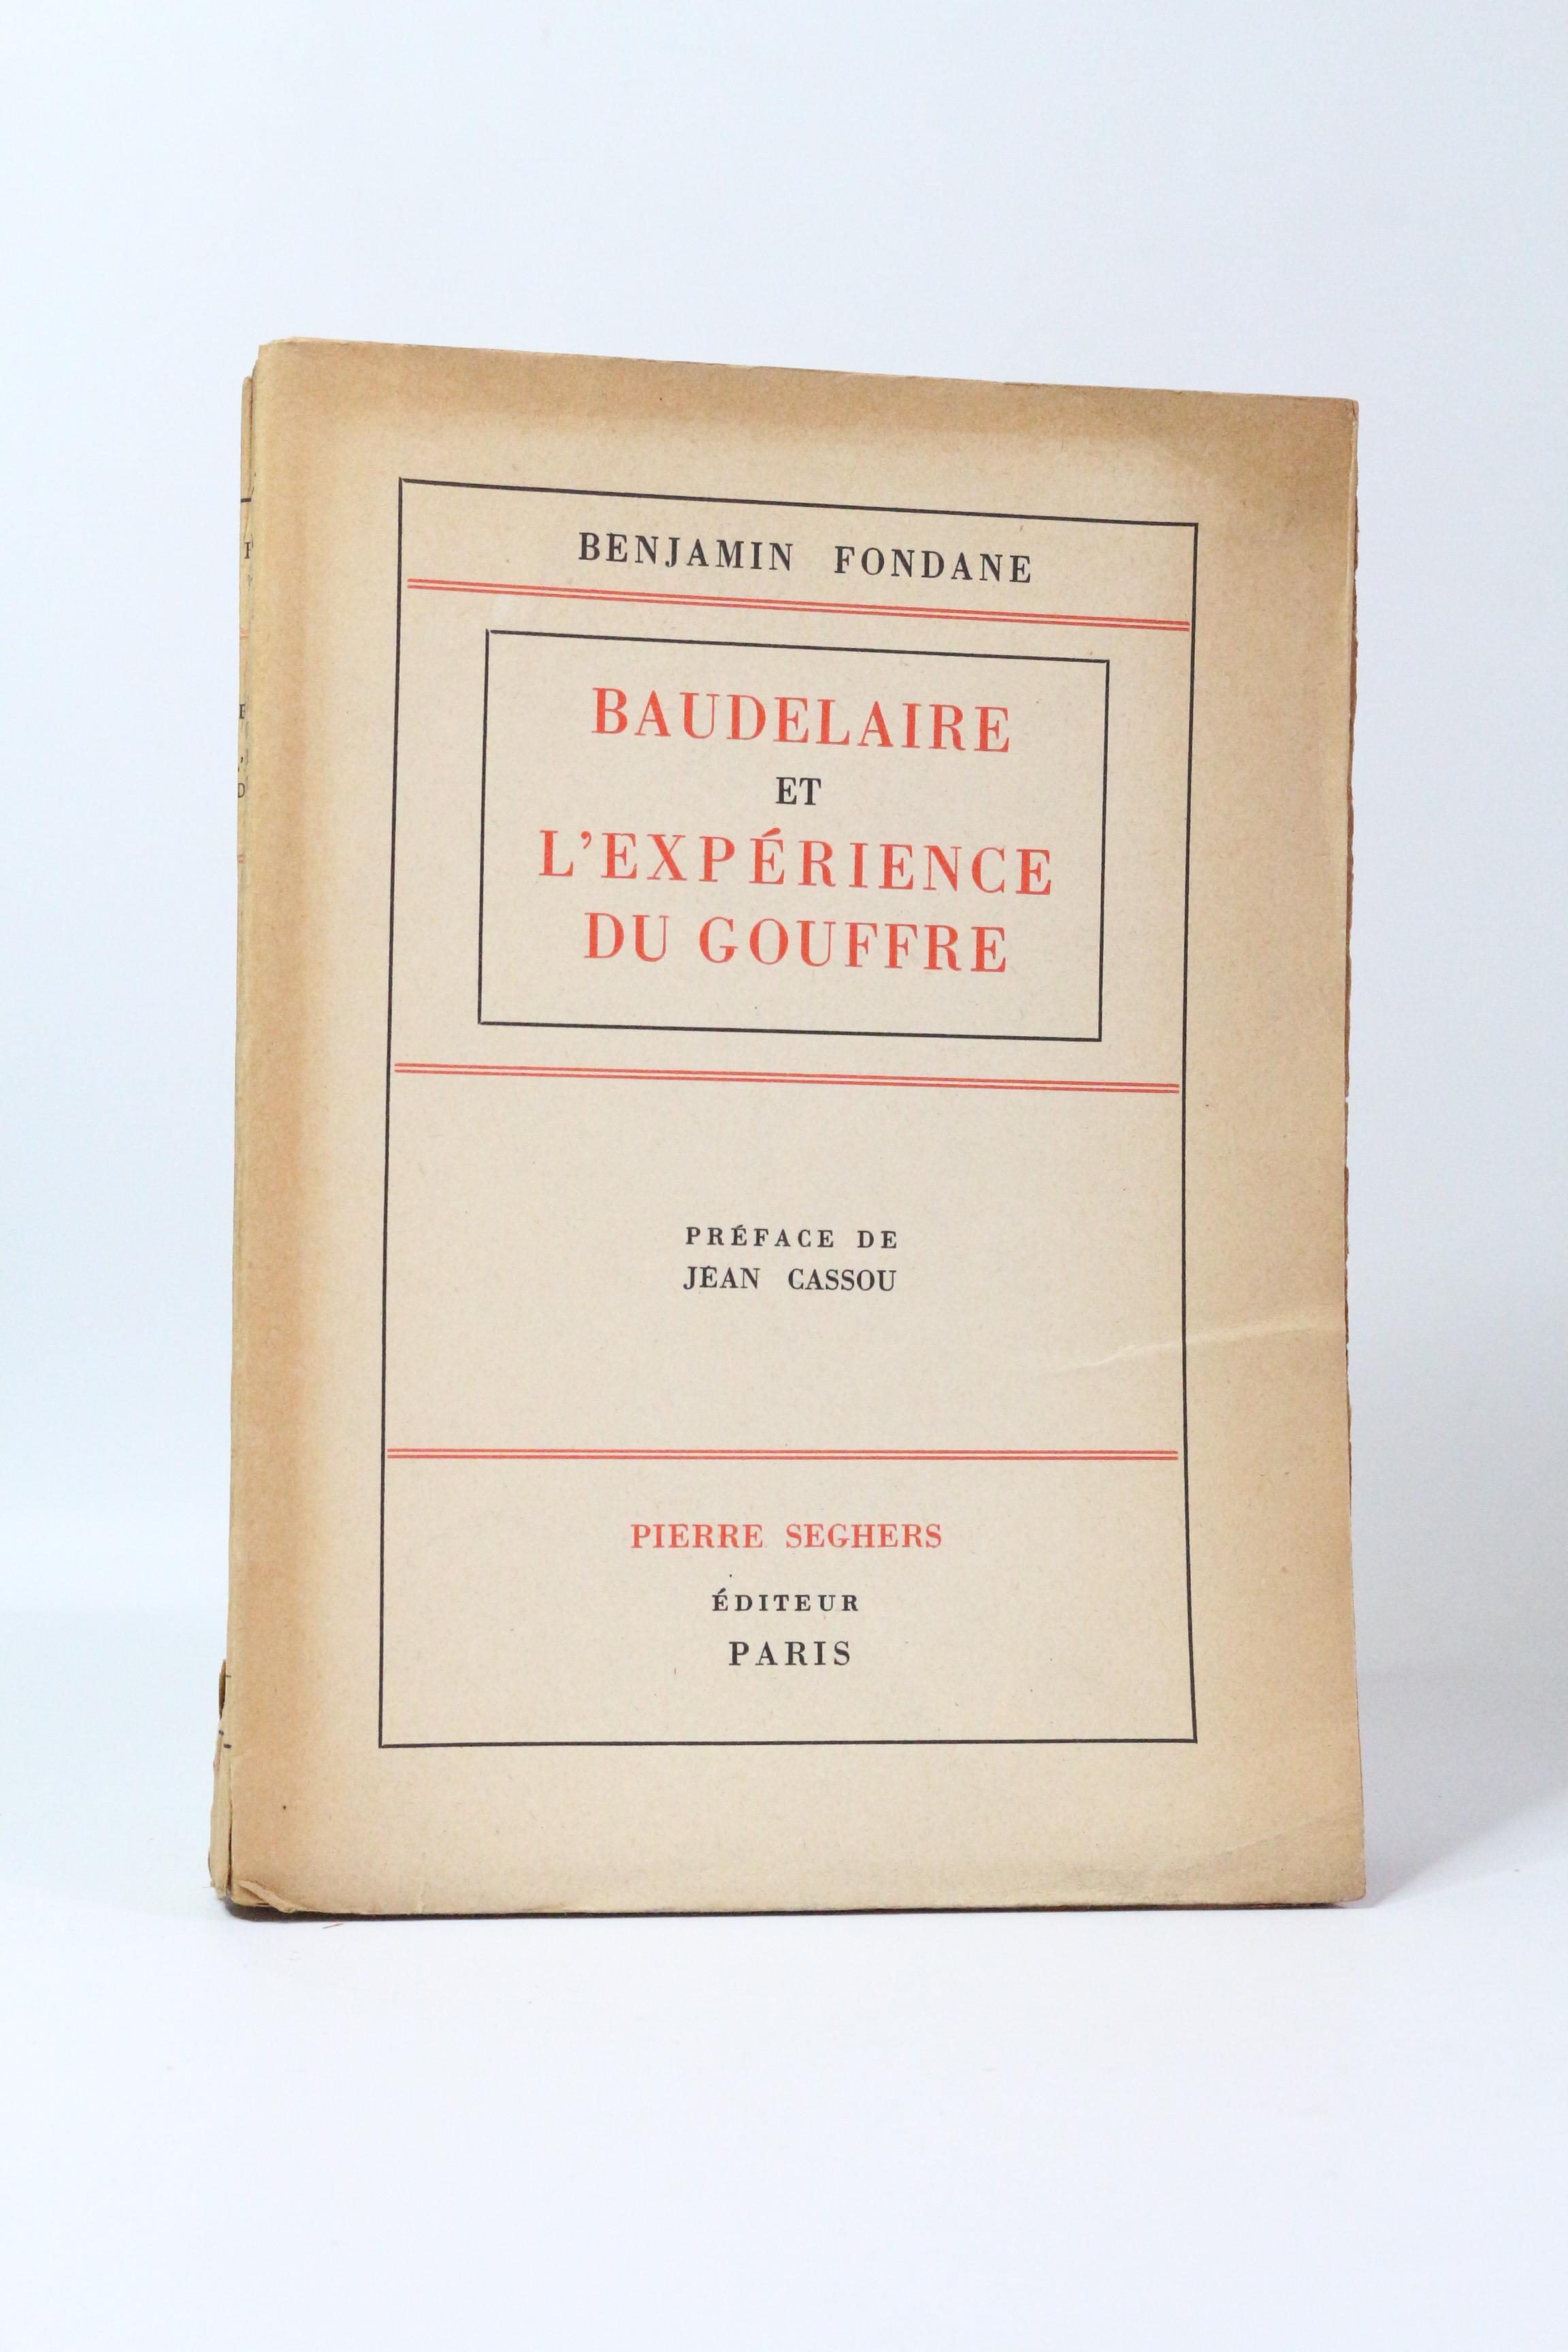 BENJAMIN FONDANE
BAUDELAIRE
ET
L'EXPÉRIENCE
DU GOUFFRE
PRÉFACE DE
JEAN CASSOU
PIERRE SEGHERS
ÉDITEUR
PARIS